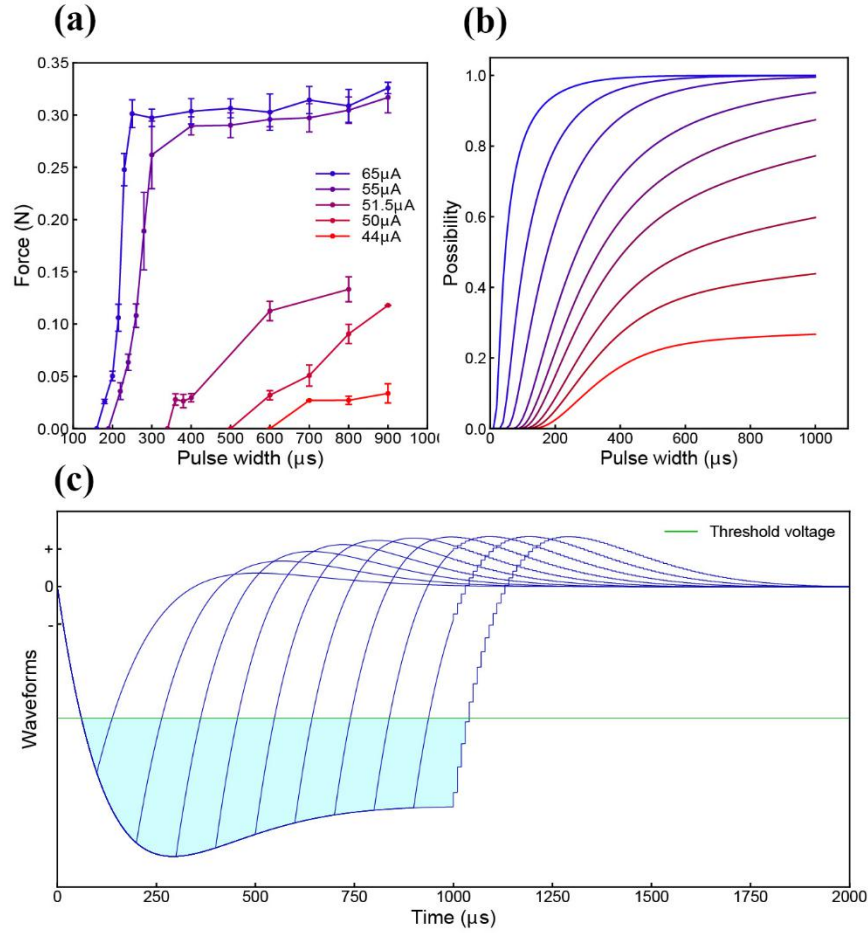 (a)
0.35
0.30
0.25
0.20
0.15
0.10
0.05
0.00
Force (N)
65μA
55μA
51.5μA
50μA
44μA
100 200 300 400 500 600 700 800 900 1000
Pulse width (μs)
(b)
1.0
0.8
0.6
0.4
0.2
0.0
Possibility
0 200 400 600 800 1000
Pulse width (μs)
(c)
+
0
-
Waveforms
Threshold voltage
0 250 500 750 1000 1250 1500 1750 2000
Time (μs)